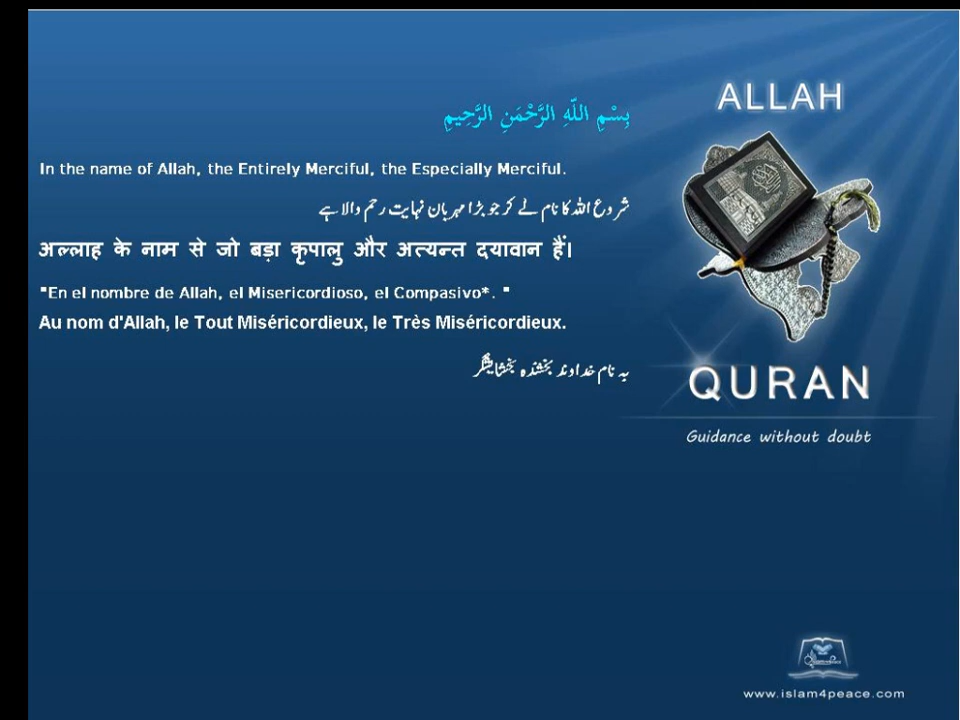 بِسْمِ اللّهِ الرَّحْمَنِ الرَّحِيمِ
In the name of Allah, the Entirely Merciful, the Especially Merciful.
شروع الله کا نام لے کر جو بڑا مہربان نہایت رحم والا ہے
अल्लाह के नाम से जो बड़ा कृपालु और अत्यन्त दयावान हैं।
"En el nombre de Allah, el Misericordioso, el Compasivo*. "
Au nom d'Allah, le Tout Miséricordieux, le Très Miséricordieux.
به نام خداوند بخشنده بخشایشگر
ALLAH
QURAN
Guidance without doubt
www.islam4peace.com